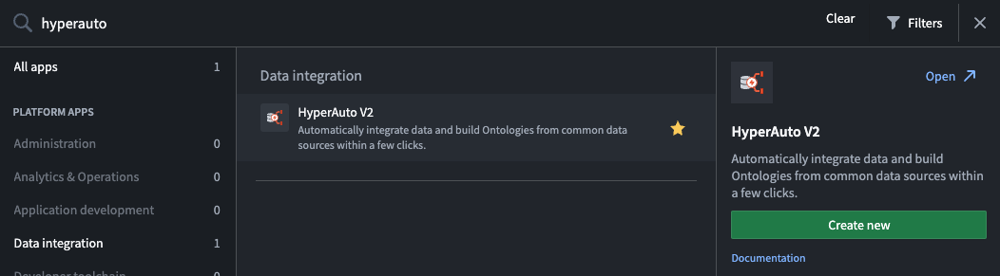 hyperauto
Clear
Filters
All apps 1
PLATFORM APPS
Administration 0
Analytics & Operations 0
Application development 0
Data integration 1
Developer toolchain 0
Data integration
HyperAuto V2
Automatically integrate data and build Ontologies from common data
sources within a few clicks.
Open
HyperAuto V2
Automatically integrate data and build
Ontologies from common data sources within
a few clicks.
Create new
Documentation